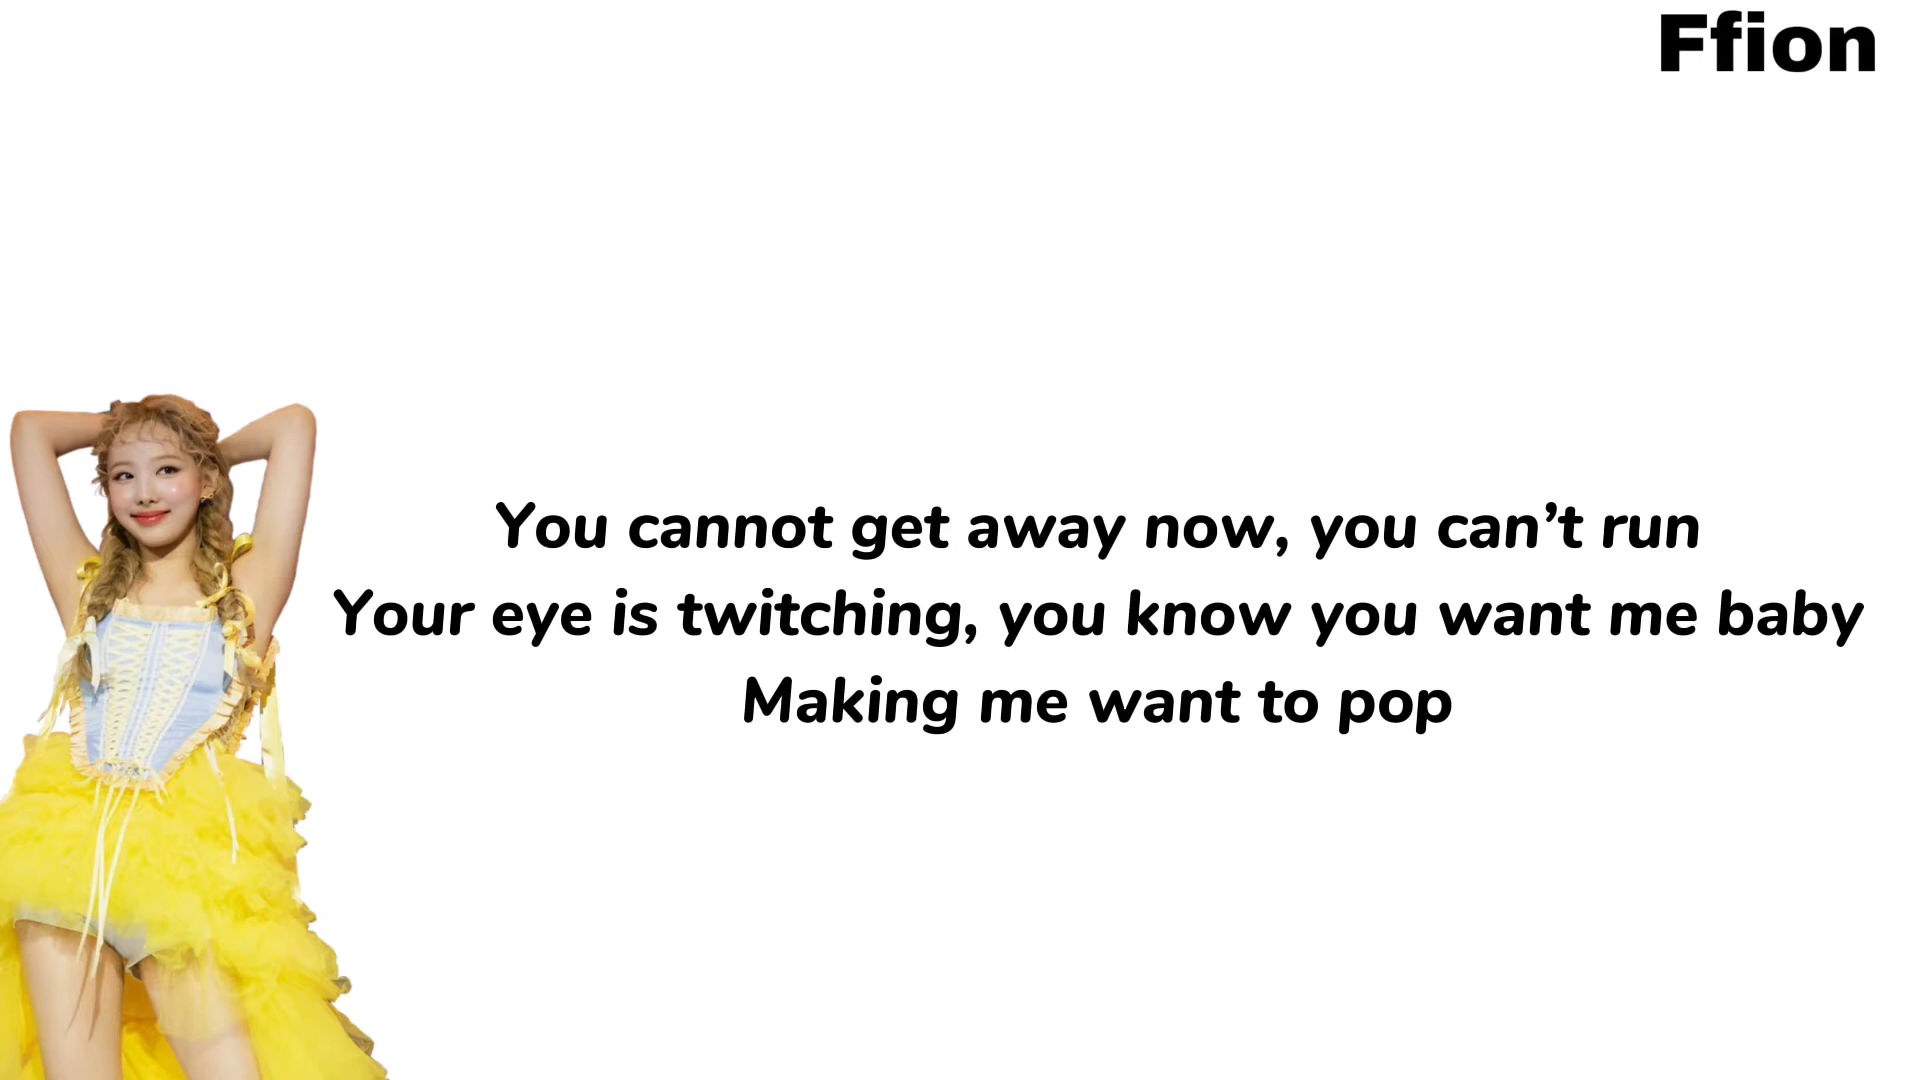 Ffion
You cannot get away now, you can’t run
Your eye is twitching, you know you want me baby
Making me want to pop